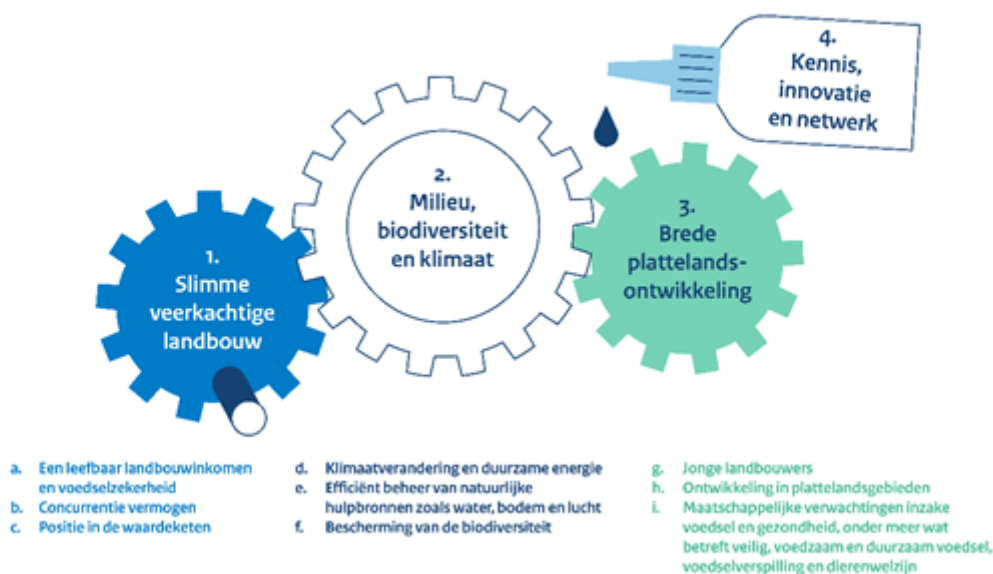 1.
Slimme
veerkachtige
landbouw
2.
Milieu,
biodiversiteit
en klimaat
3.
Brede
plattelands-
ontwikkeling
4.
Kennis,
innovatie
en netwerk
a. Een leefbaar landbouwinkomen
en voedselzekerheid
b. Concurrentie vermogen
c. Positie in de waardeketen
d. Klimaatverandering en duurzame energie
e. Efficiënt beheer van natuurlijke
hulpbronnen zoals water, bodem en lucht
f. Bescherming van de biodiversiteit
g. Jonge landbouwers
h. Ontwikkeling in plattelandsgebieden
i. Maatschappelijke verwachtingen inzake
voedsel en gezondheid, onder meer wat
betreft veilig, voedzaam en duurzaam voedsel,
voedselverspilling en dierenwelzijn